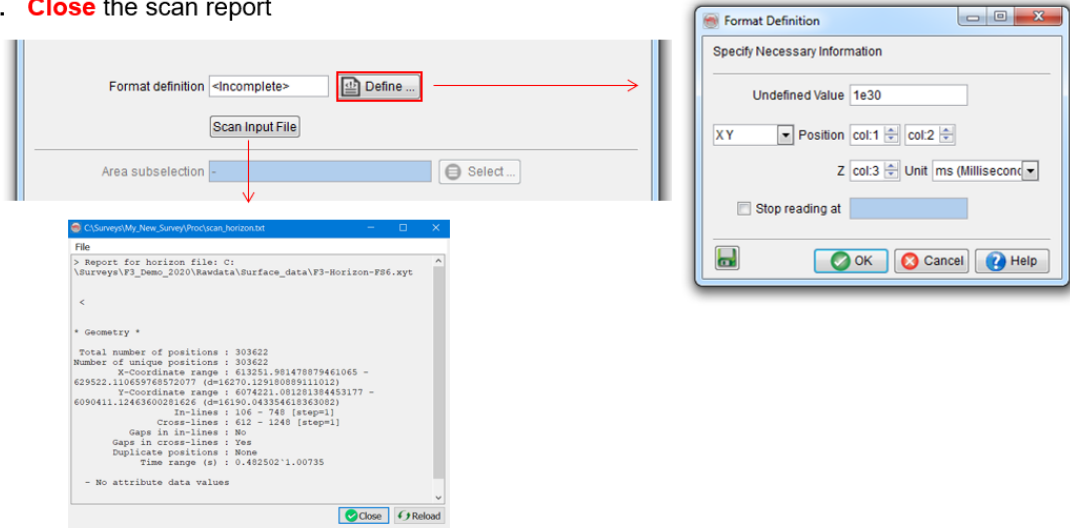 . Close the scan report
Format definition <Incomplete> Define ...
Scan Input File
Area subselection - Select ...
Format Definition
Specify Necessary Information
Undefined Value 1e30
X Y Position col:1 col:2
Z col:3 Unit ms (Millisecond
Stop reading at
OK Cancel Help
C:\Surveys\My_New_Survey\Proc\scan_horizon.txt
File
> Report for horizon file: C:
\Surveys\F3_Demo_2020\Rawdata\Surface_data\F3-Horizon-FS6.xyt
<
* Geometry *
Total number of positions : 303622
Number of unique positions : 303622
X-Coordinate range : 613251.981478879461065 -
629522.110659768572077 (d=16270.129180889111012)
Y-Coordinate range : 6074221.081281384453177 -
6090411.12463600281626 (d=16190.043354618363082)
In-lines : 106 - 748 [step=1]
Cross-lines : 612 - 1248 [step=1]
Gaps in in-lines : No
Gaps in cross-lines : Yes
Duplicate positions : None
Time range (s) : 0.482502`1.00735
- No attribute data values
Close Reload